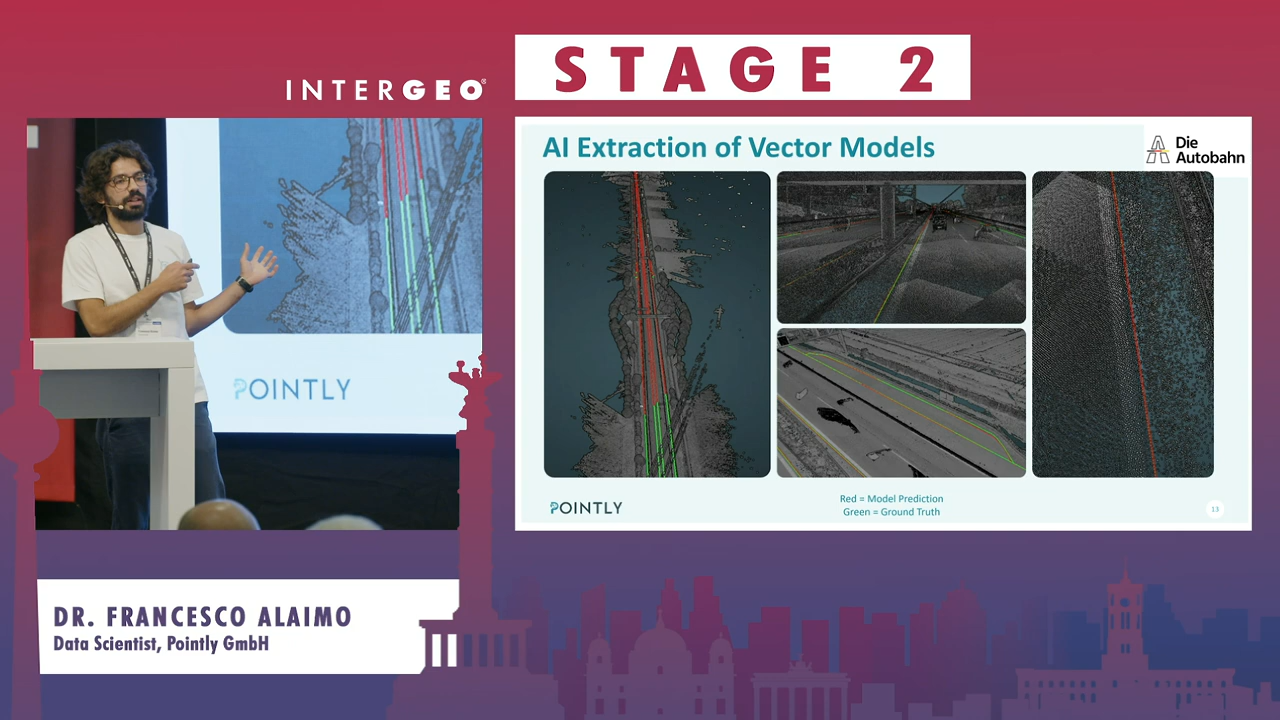 INTERGEO®
STAGE 2
AI Extraction of Vector Models
Die
Autobahn
POINTLY
POINTLY
Red = Model Prediction
Green = Ground Truth
13
DR. FRANCESCO ALAIMO
Data Scientist, Pointly GmbH